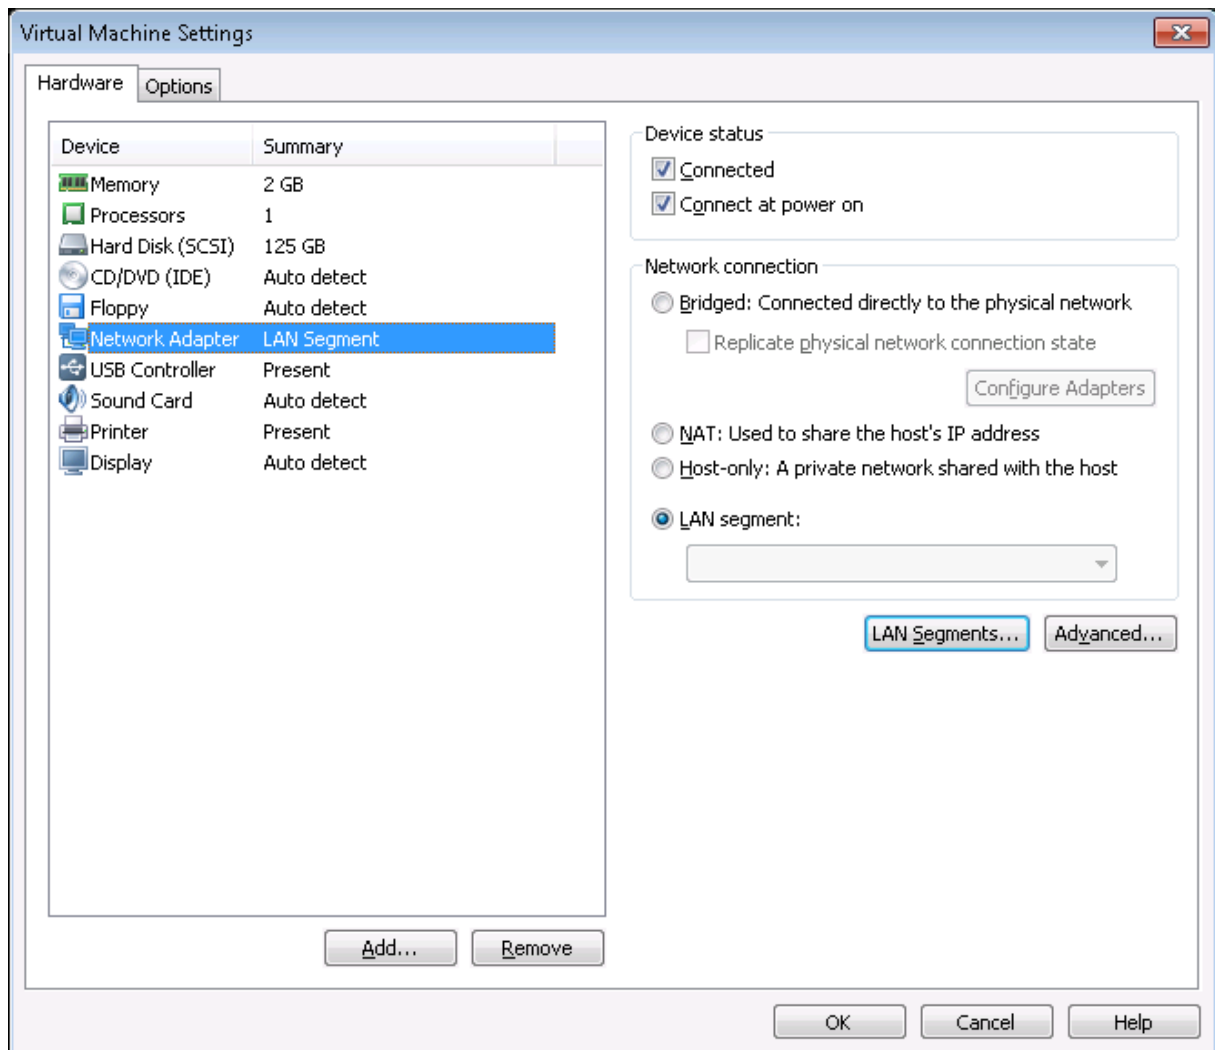 Virtual Machine Settings
Hardware
Options
Device Summary
Memory 2 GB
Processors 1
Hard Disk (SCSI) 125 GB
CD/DVD (IDE) Auto detect
Floppy Auto detect
Network Adapter LAN Segment
USB Controller Present
Sound Card Auto detect
Printer Present
Display Auto detect
Add...
Remove
Device status
Connected
Connect at power on
Network connection
Bridged: Connected directly to the physical network
Replicate physical network connection state
Configure Adapters
NAT: Used to share the host's IP address
Host-only: A private network shared with the host
LAN segment:
LAN Segments...
Advanced...
OK
Cancel
Help